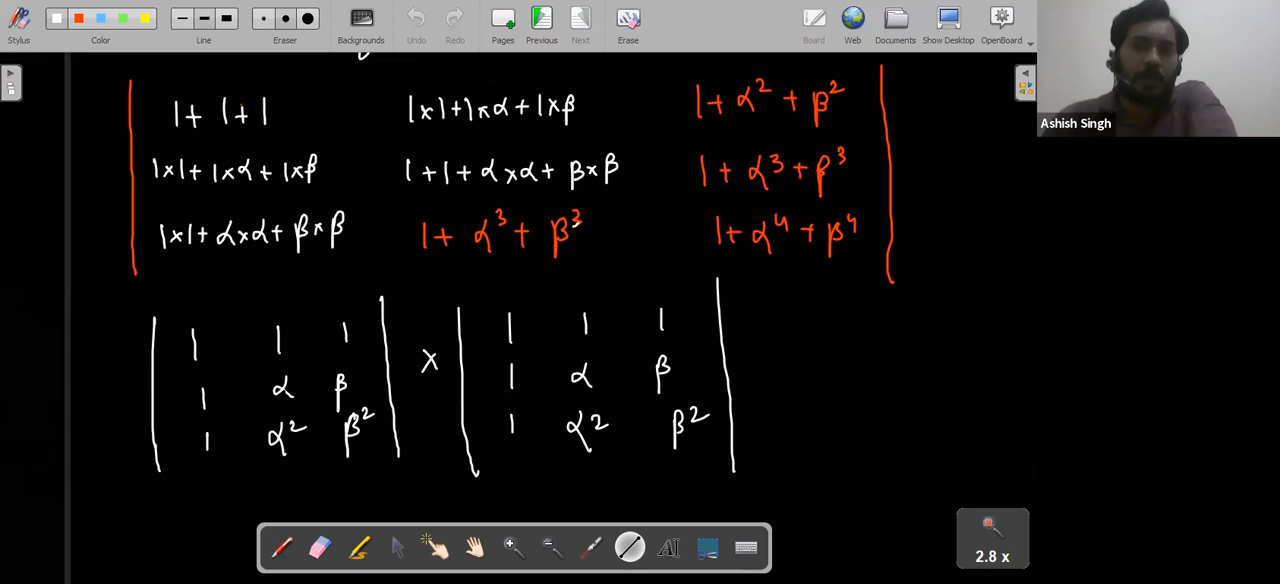 Stylus Color Line Eraser Backgrounds Undo Redo Pages Previous Next Erase Board Web Documents Show Desktop OpenBoard
1+ 1+1 1×1+1×α+1×β 1+α²+β²
1×1+1×α+1×β 1+1+α×α+β×β 1+α3+β³
1×1+α×α+β×β 1+α³+β³ 1+α⁴+β⁴
1 1 1 × 1 1 1
1 α β 1 α β
1 α² β² 1 α2 β²
Ashish Singh
AI
2.8 x